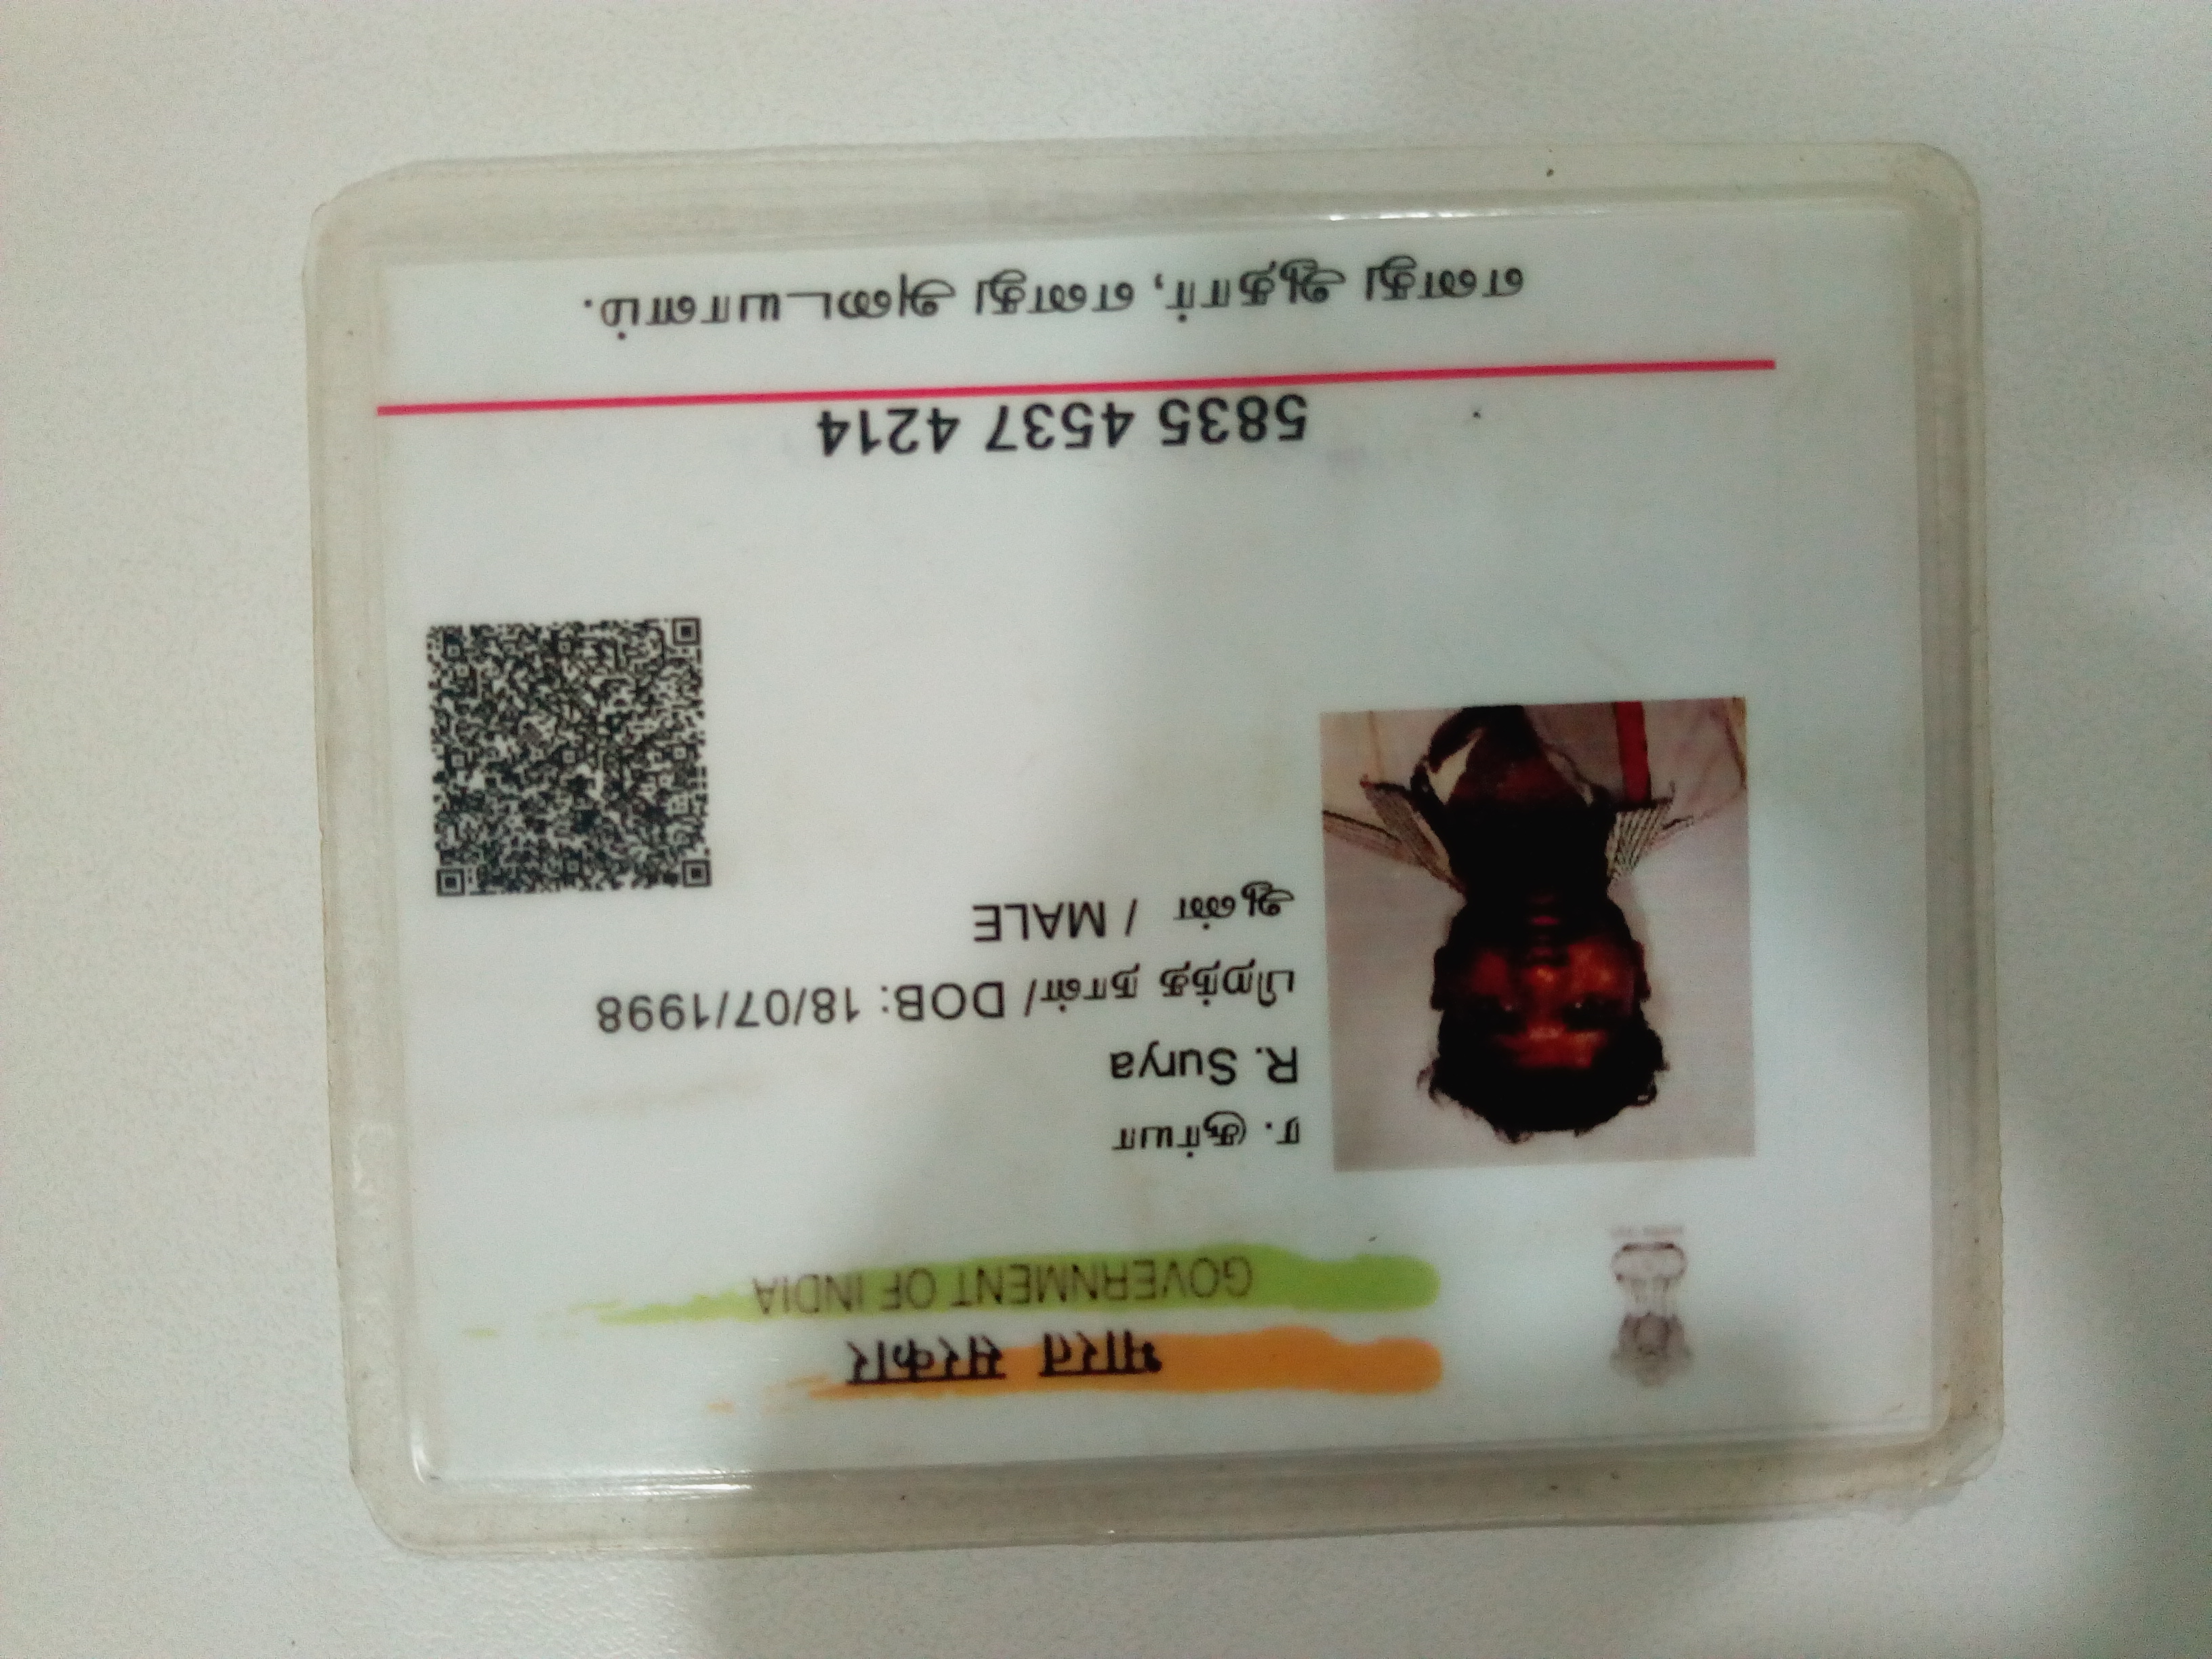 भारत सरकार
GOVERNMENT OF INDIA
ர. சூர்யா
R. Surya
பிறந்த நாள்/ DOB: 18/07/1998
ஆண் / MALE
5835 4537 4214
எனது ஆதார், எனது அடையாளம்.